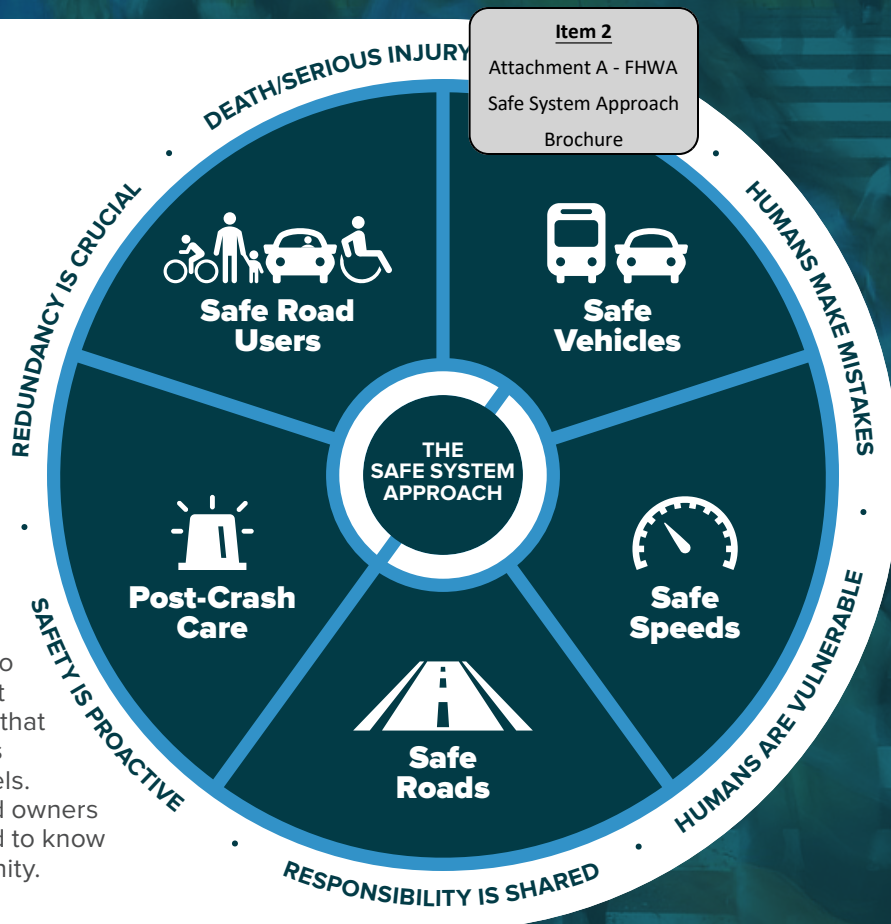 Item 2
Attachment A - FHWA
Safe System Approach
Brochure
DEATH/SERIOUS INJURY
HUMANS MAKE MISTAKES
HUMANS ARE VULNERABLE
RESPONSIBILITY IS SHARED
SAFETY IS PROACTIVE
REDUNDANCY IS CRUCIAL
Safe Road
Users
Safe
Vehicles
THE
SAFE SYSTEM
APPROACH
Post-Crash
Care
Safe
Speeds
Safe
Roads
that
owners
to know